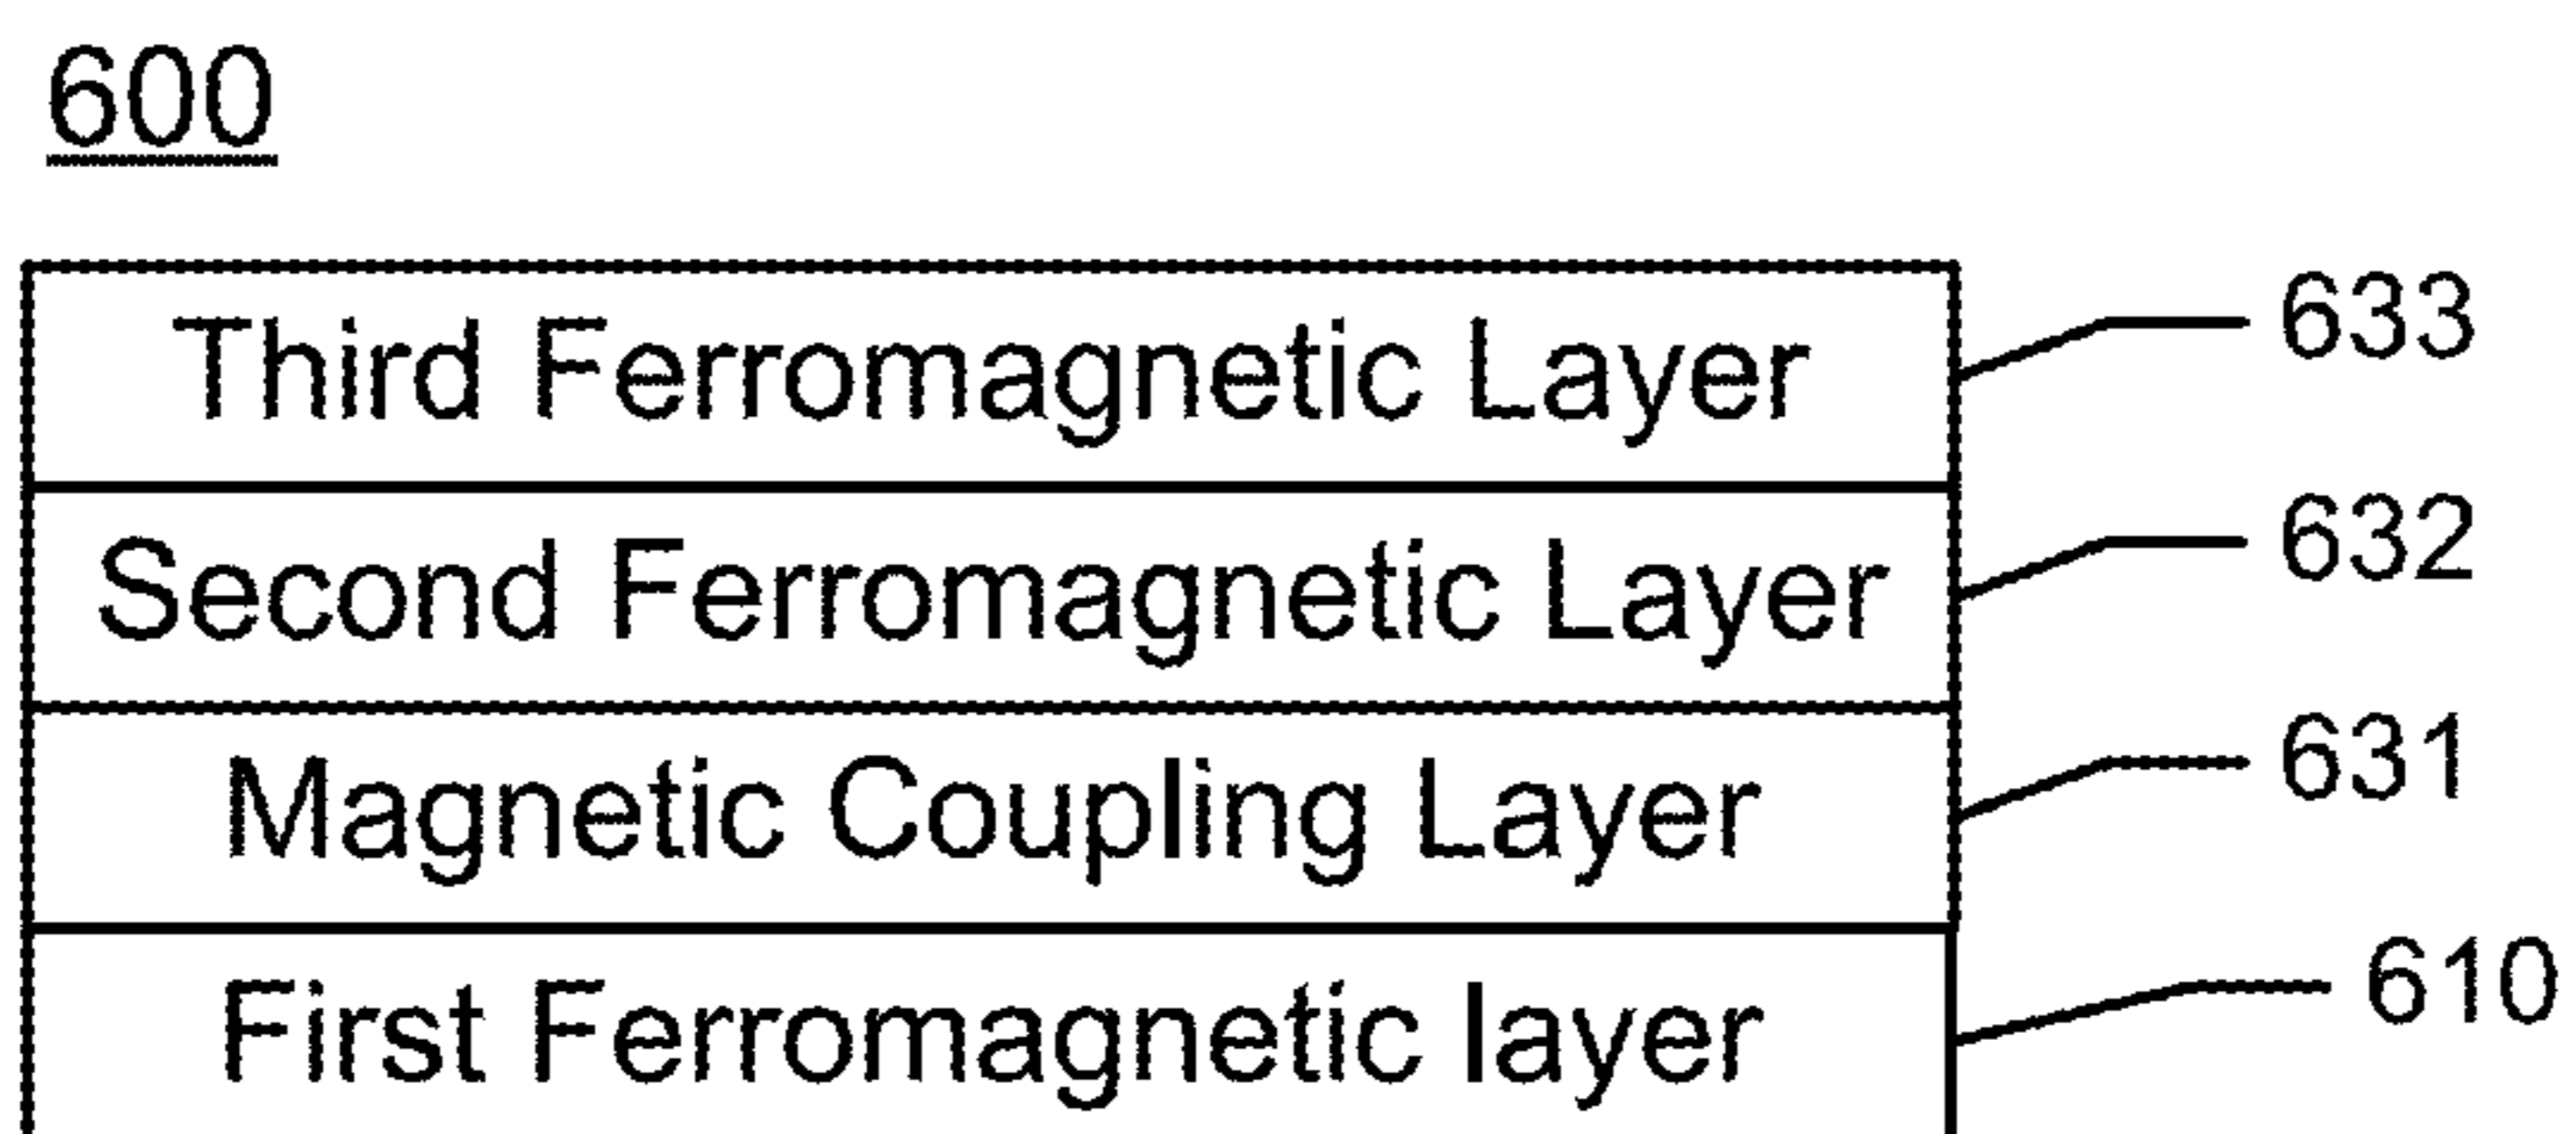 600
Third Ferromagnetic Layer 633
Second Ferromagnetic Layer 632
Magnetic Coupling Layer 631
First Ferromagnetic layer 610